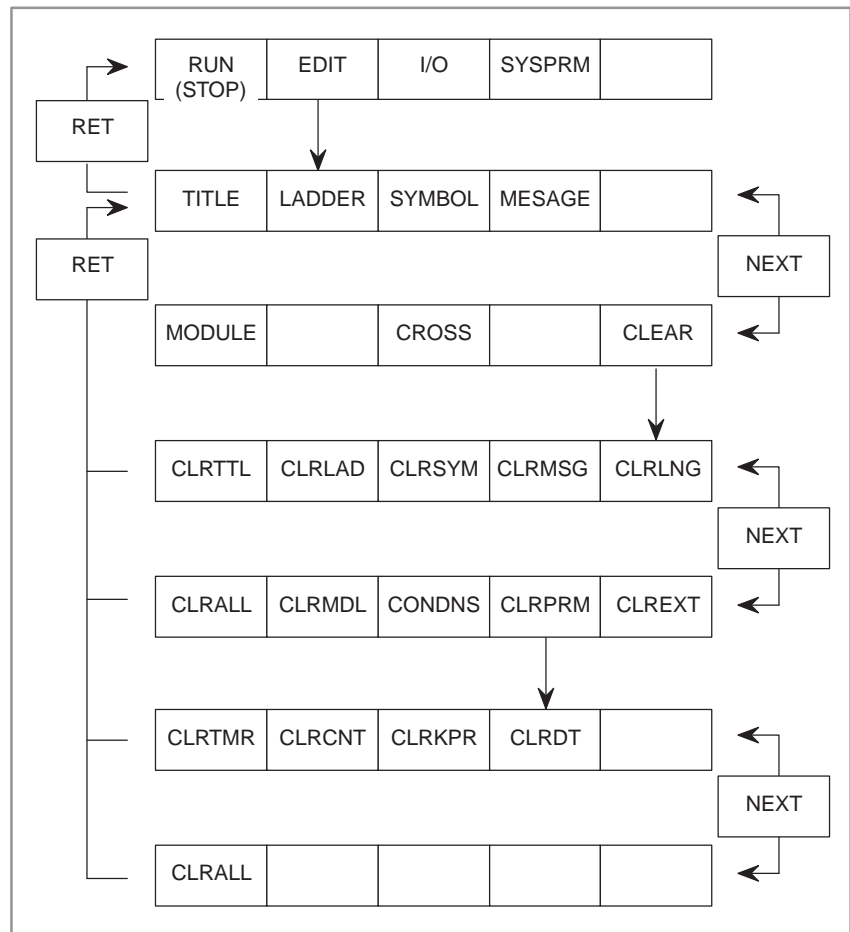 RUN (STOP) EDIT I/O SYSPRM
RET
TITLE LADDER SYMBOL MESAGE
RET
NEXT
MODULE CROSS CLEAR
CLRTTL CLRLAD CLRSYM CLRMSG CLRLNG
NEXT
CLRALL CLRMDL CONDNS CLRPRM CLREXT
CLRTMR CLRCNT CLRKPR CLRDT
NEXT
CLRALL